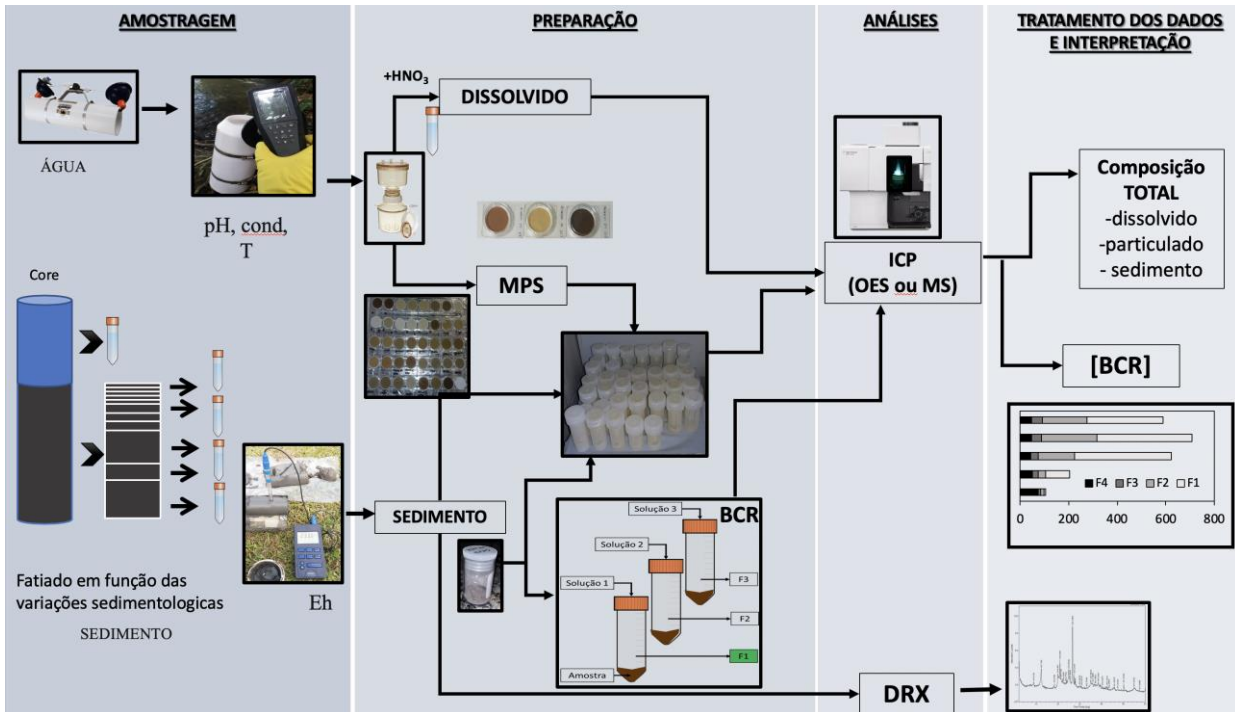 AMOSTRAGEM
ÁGUA
pH, cond,
T
Core
Fatiado em função das
variações sedimentologicas
SEDIMENTO
Eh
PREPARAÇÃO
+HNO₃
DISSOLVIDO
MPS
SEDIMENTO
BCR
Solução 3
Solução 2
Solução 1
F3
F2
F1
Amostra
ANÁLISES
ICP
(OES ou MS)
DRX
TRATAMENTO DOS DADOS
E INTERPRETAÇÃO
Composição
TOTAL
-dissolvido
-particulado
- sedimento
[BCR]
F4 F3 F2 F1
0 200 400 600 800